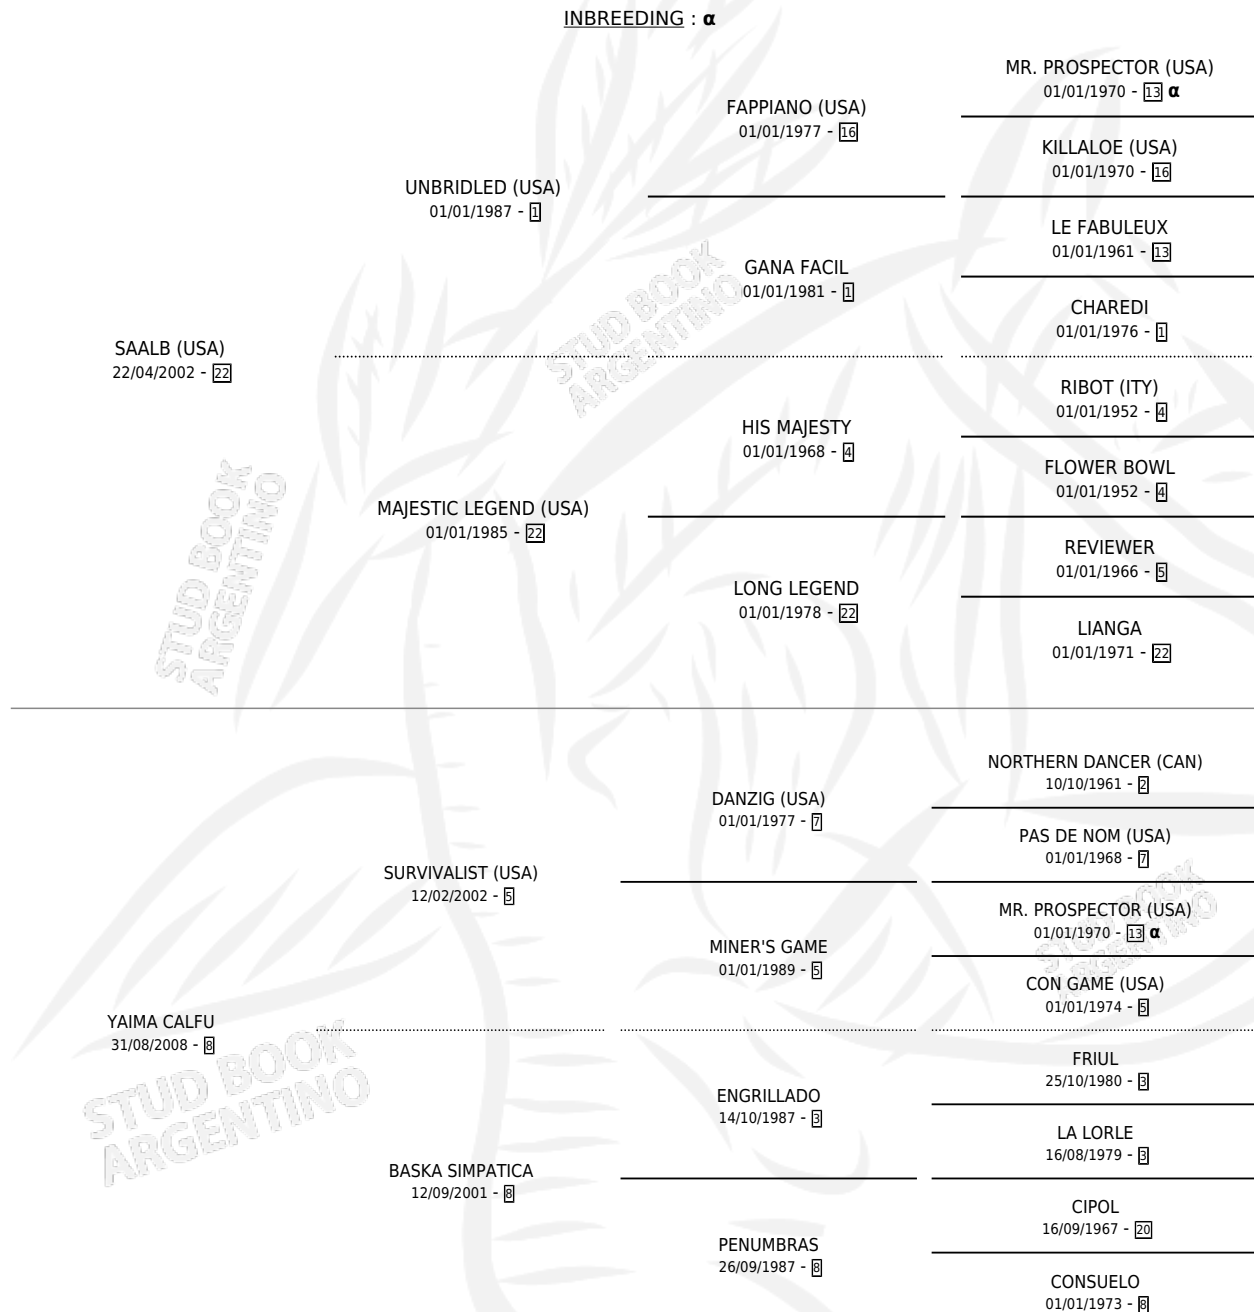 INBREEDING : α
MR. PROSPECTOR (USA)
01/01/1970 - 13 α
FAPPIANO (USA)
01/01/1977 - 16
KILLALOE (USA)
01/01/1970 - 16
UNBRIDLED (USA)
01/01/1987 - 1
LE FABULEUX
01/01/1961 - 13
GANA FACIL
01/01/1981 - 1
CHAREDI
01/01/1976 - 1
SAALB (USA)
22/04/2002 - 22
RIBOT (ITY)
01/01/1952 - 4
HIS MAJESTY
01/01/1968 - 4
FLOWER BOWL
01/01/1952 - 4
MAJESTIC LEGEND (USA)
01/01/1985 - 22
REVIEWER
01/01/1966 - 5
LONG LEGEND
01/01/1978 - 22
LIANGA
01/01/1971 - 22
NORTHERN DANCER (CAN)
10/10/1961 - 2
DANZIG (USA)
01/01/1977 - 7
PAS DE NOM (USA)
01/01/1968 - 7
SURVIVALIST (USA)
12/02/2002 - 5
MR. PROSPECTOR (USA)
01/01/1970 - 13 α
MINER'S GAME
01/01/1989 - 5
CON GAME (USA)
01/01/1974 - 5
YAIMA CALFU
31/08/2008 - 8
FRIUL
25/10/1980 - 3
ENGRILLADO
14/10/1987 - 3
LA LORLE
16/08/1979 - 3
BASKA SIMPATICA
12/09/2001 - 8
CIPOL
16/09/1967 - 20
PENUMBRAS
26/09/1987 - 8
CONSUELO
01/01/1973 - 8
STUD BOOK
ARGENTINO
STUD BOOK
ARGENTINO
STUD BOOK
ARGENTINO
STUD BOOK
ARGENTINO